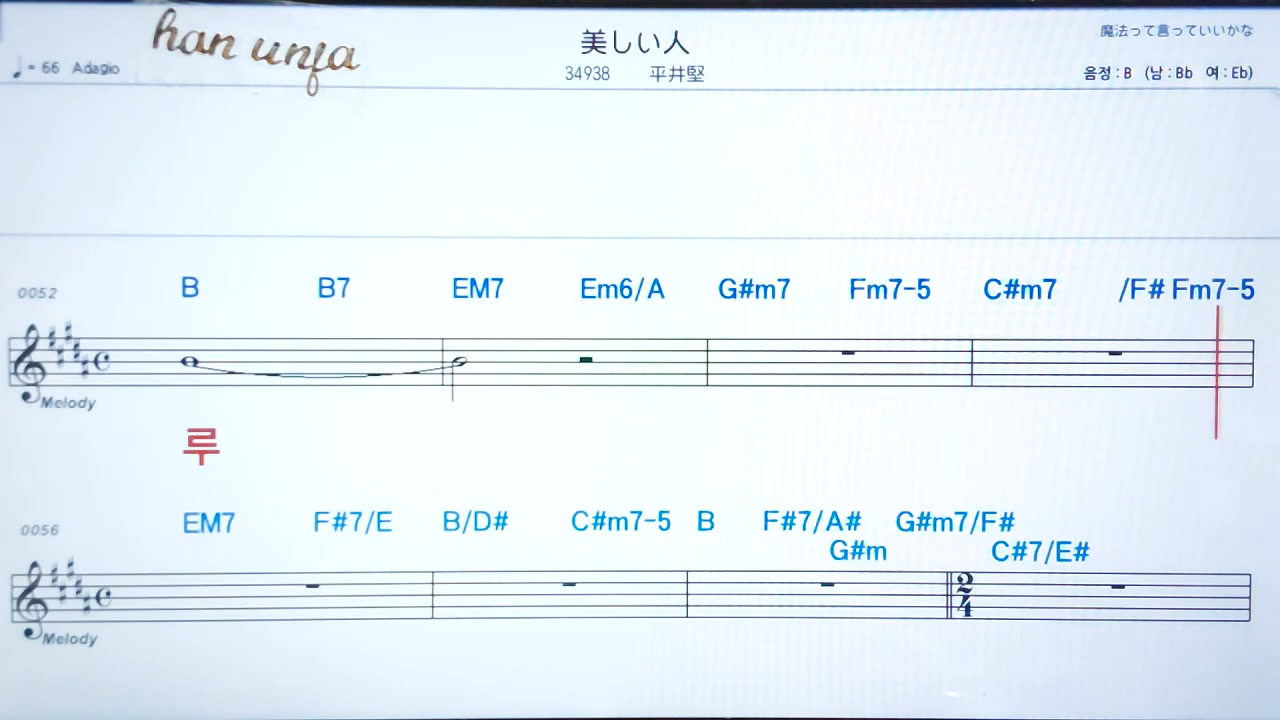 han unja
美しい人
魔法って言っていいかな
♩= 66 Adagio
34938 平井堅
음정 : B (남 : Bb 여 : Eb)
0052 B B7 EM7 Em6/A G#m7 Fm7-5 C#m7 /F# Fm7-5
Melody
루
0056 EM7 F#7/E B/D# C#m7-5 B F#7/A# G#m7/F#
G#m C#7/E#
2/4
Melody